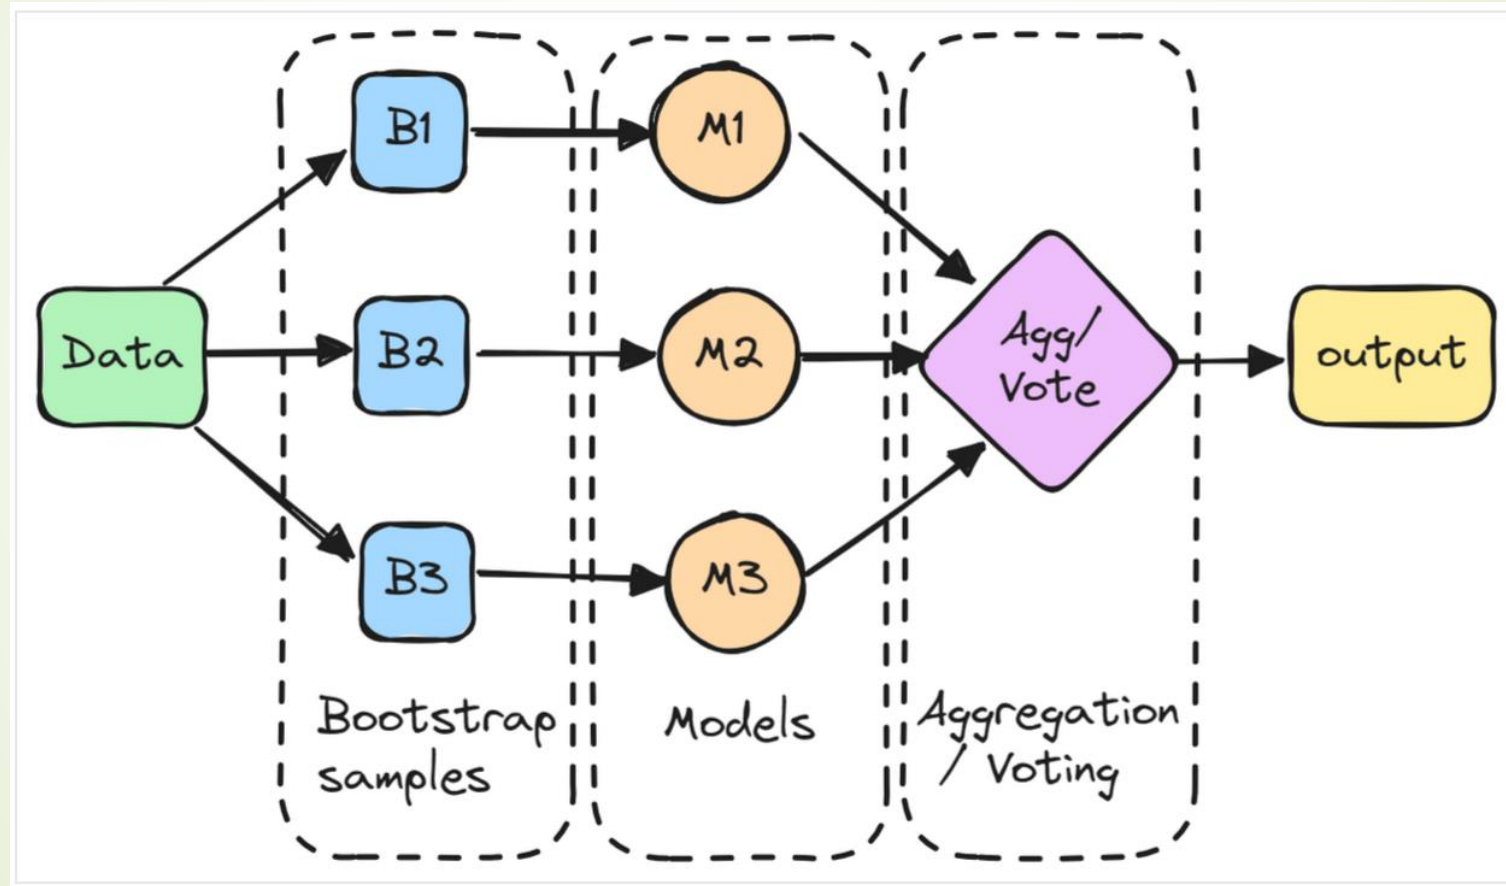 B1
M1
Data
B2
M2
Agg/
Vote
output
B3
M3
Bootstrap
samples
Models
Aggregation
/ Voting